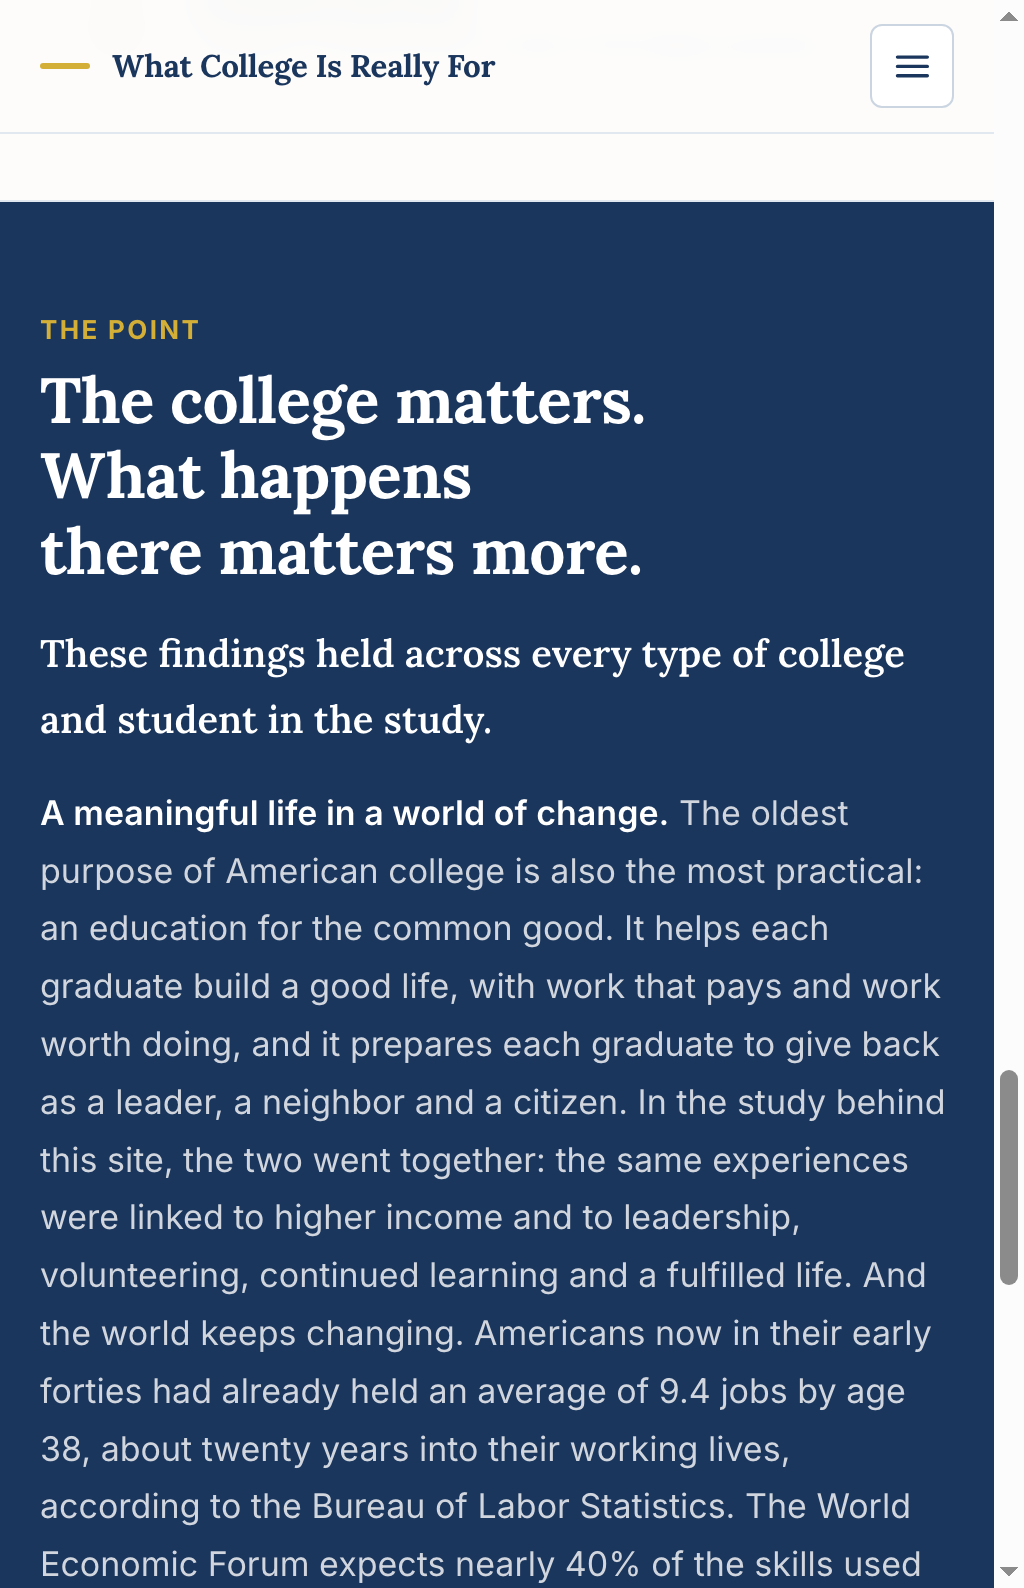 What College Is Really For
THE POINT
The college matters.
What happens
there matters more.
These findings held across every type of college
and student in the study.
A meaningful life in a world of change. The oldest
purpose of American college is also the most practical:
an education for the common good. It helps each
graduate build a good life, with work that pays and work
worth doing, and it prepares each graduate to give back
as a leader, a neighbor and a citizen. In the study behind
this site, the two went together: the same experiences
were linked to higher income and to leadership,
volunteering, continued learning and a fulfilled life. And
the world keeps changing. Americans now in their early
forties had already held an average of 9.4 jobs by age
38, about twenty years into their working lives,
according to the Bureau of Labor Statistics. The World
Economic Forum expects nearly 40% of the skills used